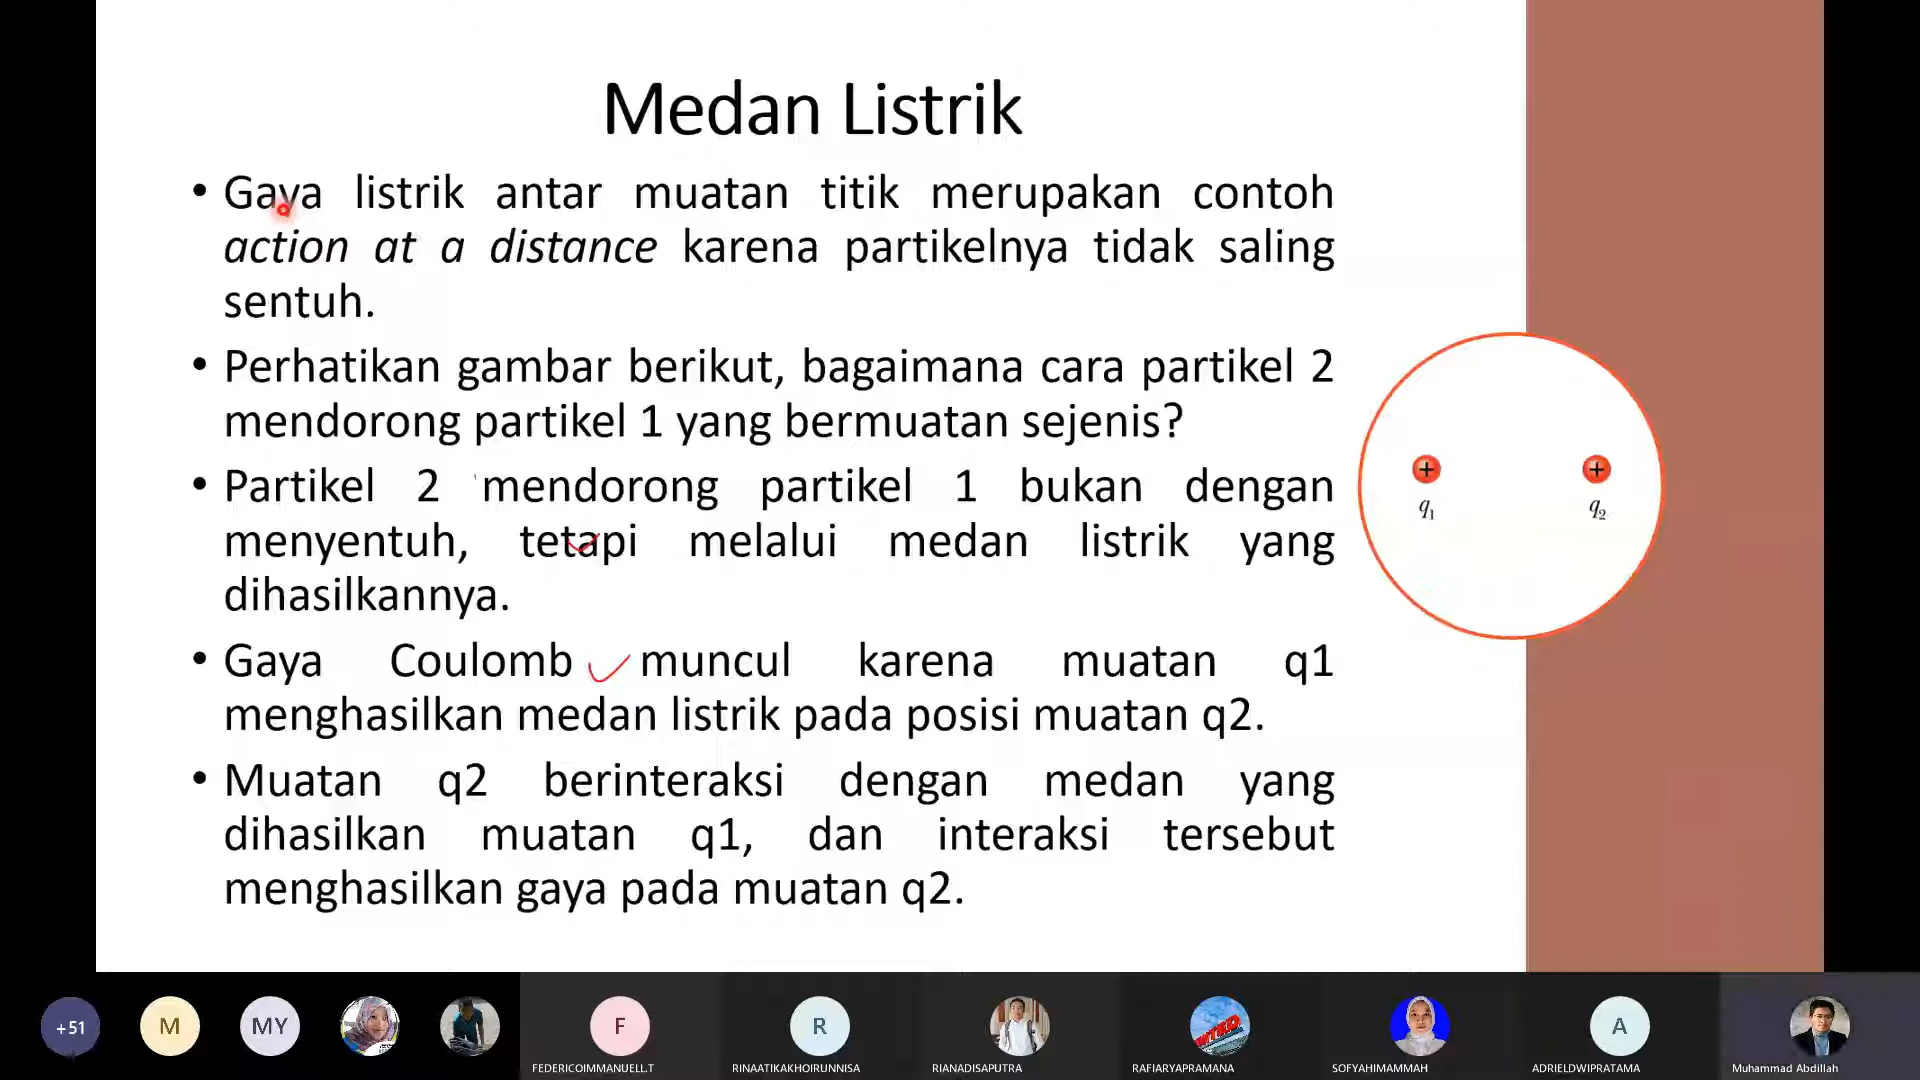 Medan Listrik
• Gaya listrik antar muatan titik merupakan contoh
action at a distance karena partikelnya tidak saling
sentuh.
• Perhatikan gambar berikut, bagaimana cara partikel 2
mendorong partikel 1 yang bermuatan sejenis?
• Partikel 2 mendorong partikel 1 bukan dengan
menyentuh, tetapi melalui medan listrik yang
dihasilkannya.
• Gaya Coulomb muncul karena muatan q1
menghasilkan medan listrik pada posisi muatan q2.
• Muatan q2 berinteraksi dengan medan yang
dihasilkan muatan q1, dan interaksi tersebut
menghasilkan gaya pada muatan q2.
+ +
q₁ q₂
+51 M MY F R A
FEDERICOIMMANUELL.T RINAATIKAKHOIRUNNISA RIANADISAPUTRA RAFIARYAPRAMANA SOFYAHIMAMMAH ADRIELDWIPRATAMA Muhammad Abdillah